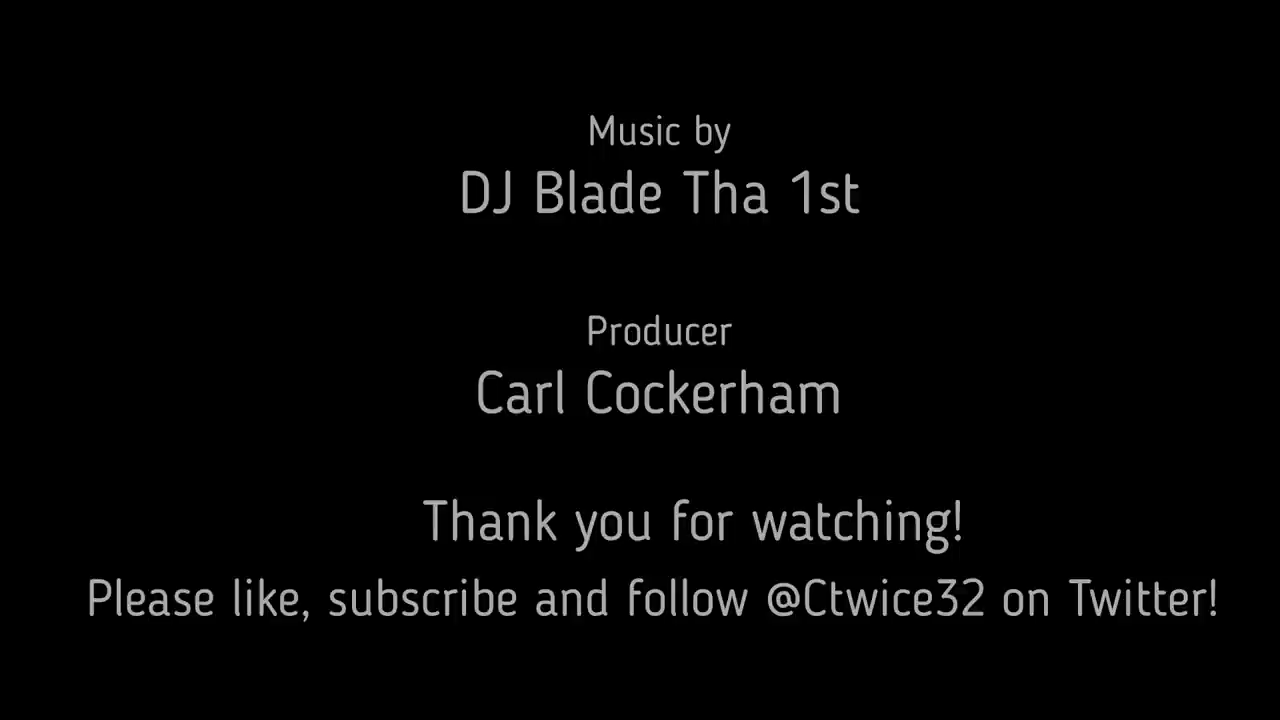 Music by
DJ Blade Tha 1st
Producer
Carl Cockerham
Thank you for watching!
Please like, subscribe and follow @Ctwice32 on Twitter!